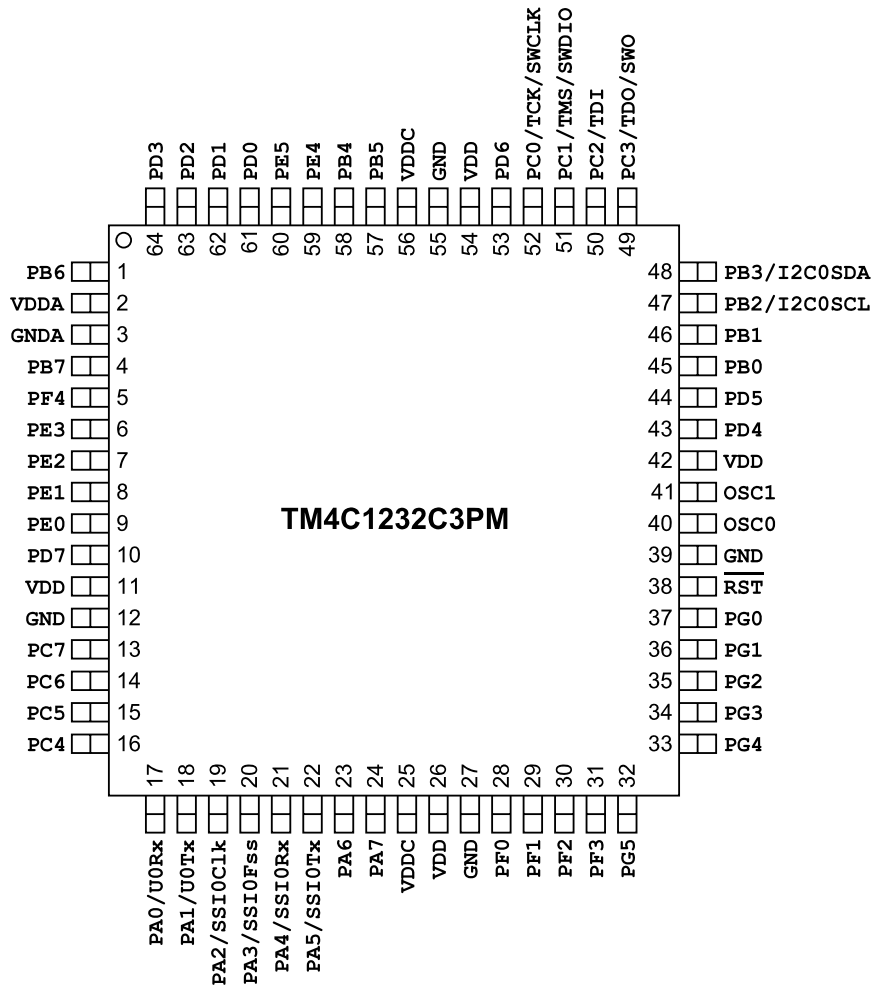 PD3
PD2
PD1
PD0
PE5
PE4
PB4
PB5
VDDC
GND
VDD
PD6
PC0/TCK/SWCLK
PC1/TMS/SWDIO
PC2/TDI
PC3/TDO/SWO
64
63
62
61
60
59
58
57
56
55
54
53
52
51
50
49
PB6 1
VDDA 2
GNDA 3
PB7 4
PF4 5
PE3 6
PE2 7
PE1 8
PE0 9
PD7 10
VDD 11
GND 12
PC7 13
PC6 14
PC5 15
PC4 16
TM4C1232C3PM
48 PB3/I2C0SDA
47 PB2/I2C0SCL
46 PB1
45 PB0
44 PD5
43 PD4
42 VDD
41 OSC1
40 OSC0
39 GND
38 RST
37 PG0
36 PG1
35 PG2
34 PG3
33 PG4
17
18
19
20
21
22
23
24
25
26
27
28
29
30
31
32
PA0/U0Rx
PA1/U0Tx
PA2/SSI0Clk
PA3/SSI0Fss
PA4/SSI0Rx
PA5/SSI0Tx
PA6
PA7
VDDC
VDD
GND
PF0
PF1
PF2
PF3
PG5